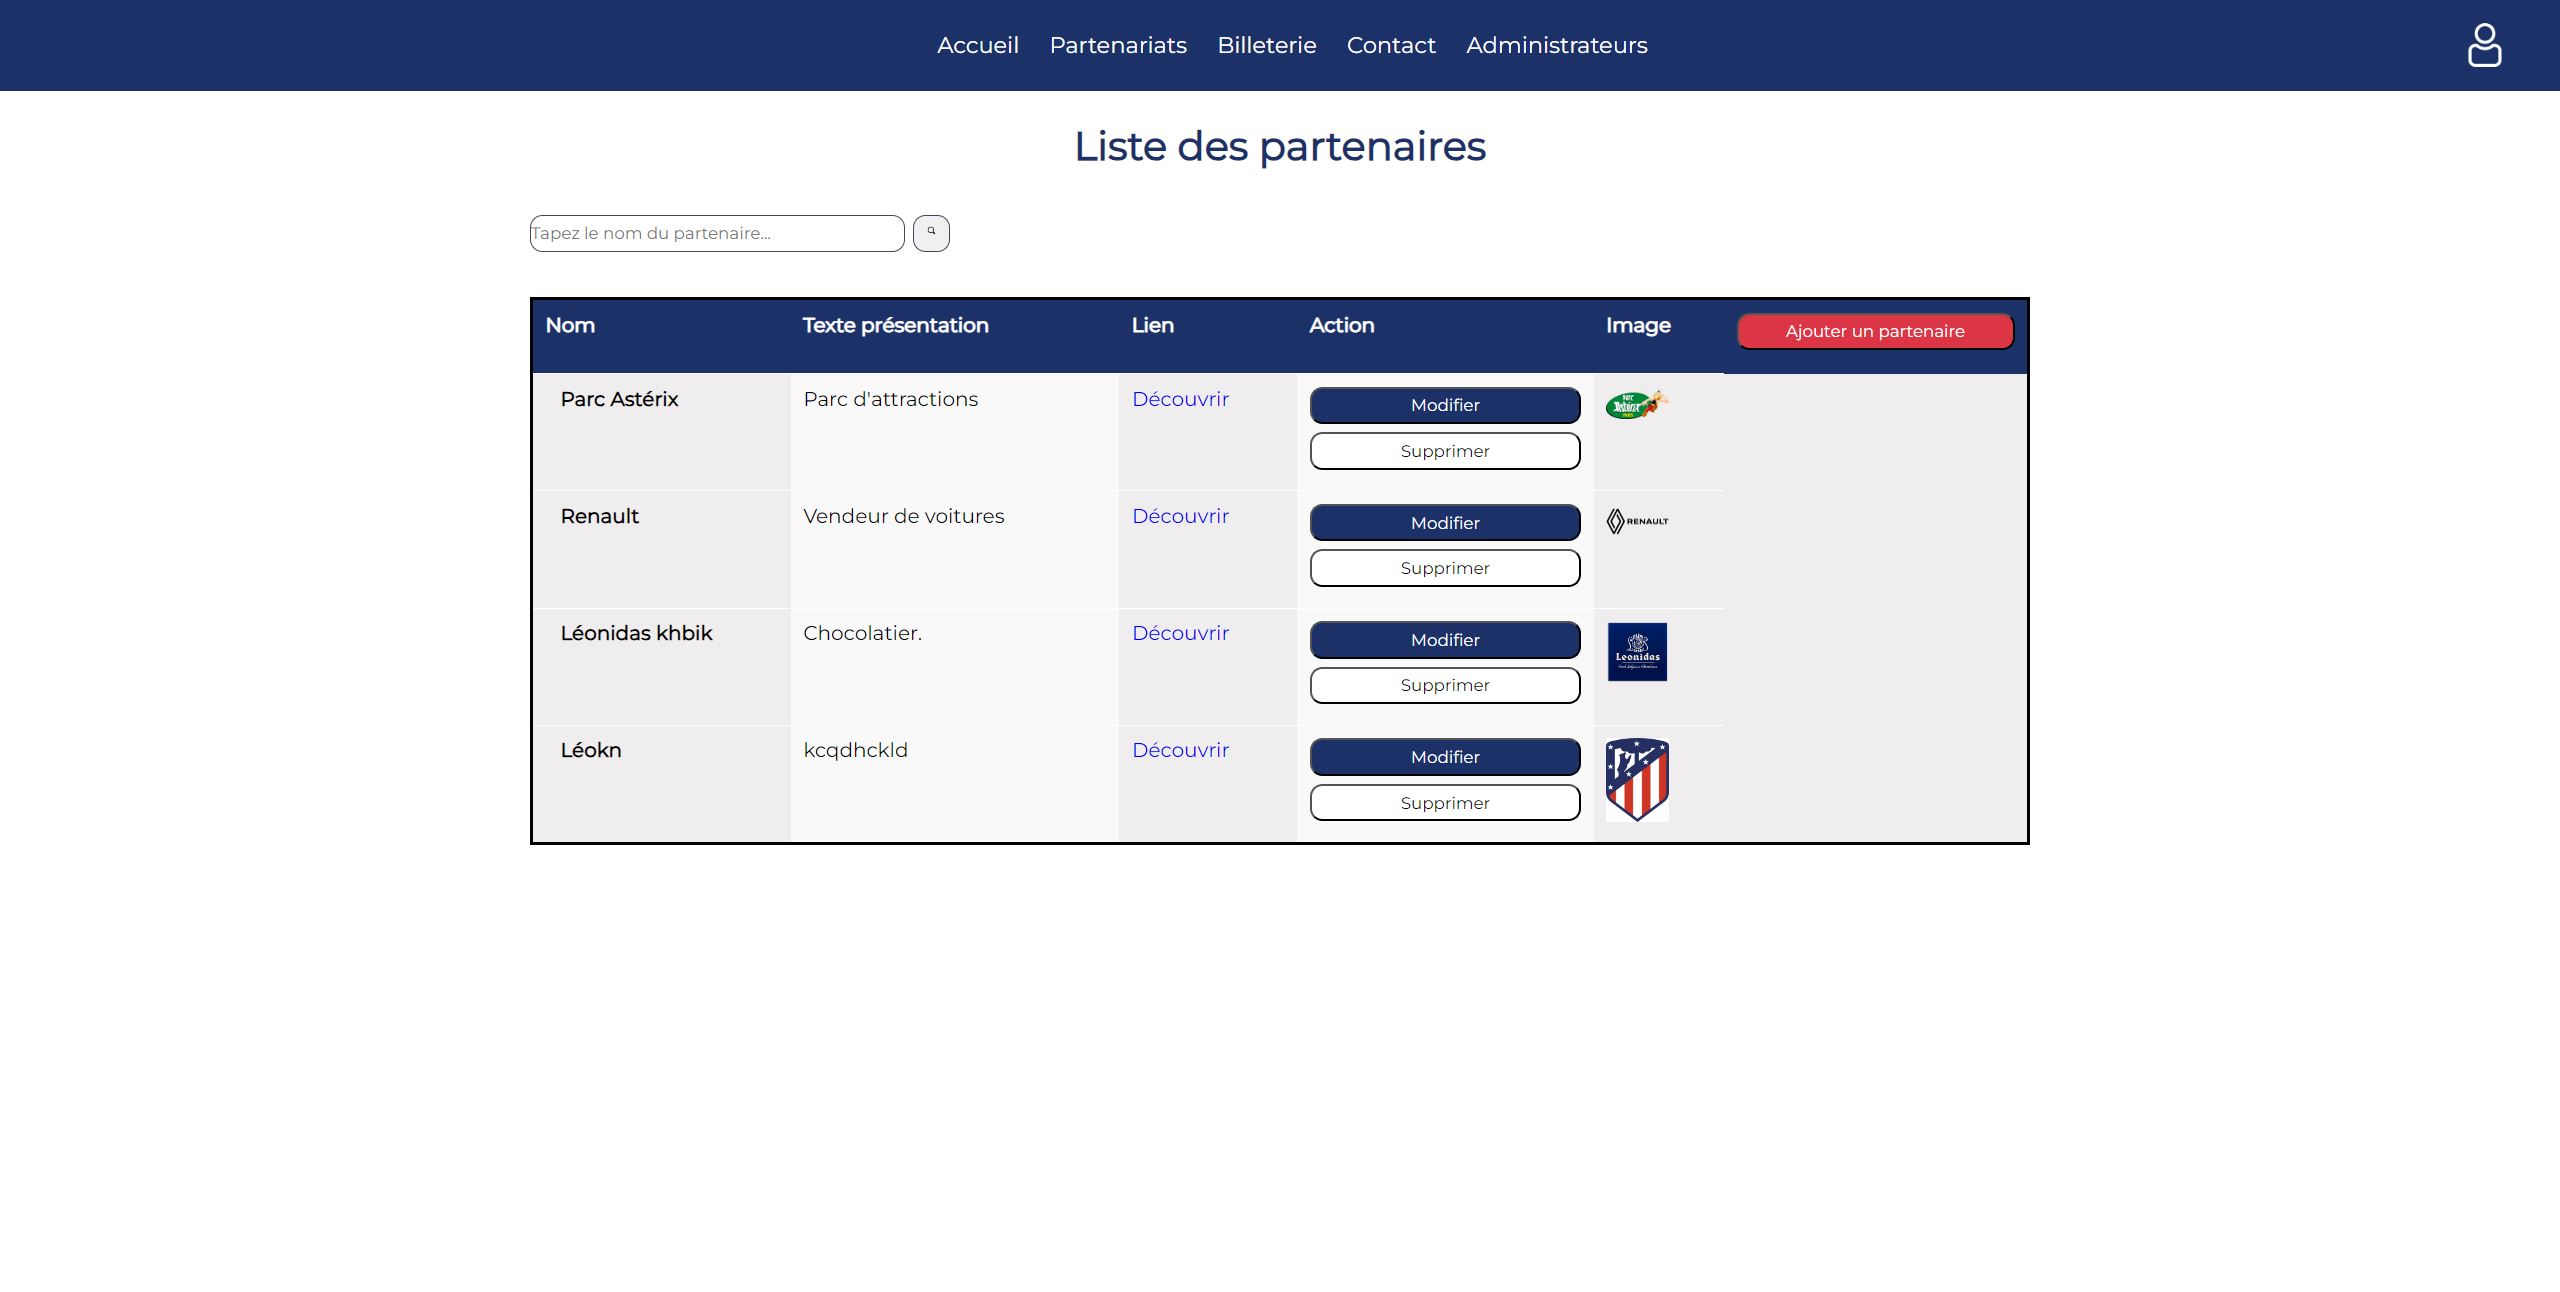 Accueil Partenariats Billeterie Contact Administrateurs
Liste des partenaires
Tapez le nom du partenaire...
Nom Texte présentation Lien Action Image Ajouter un partenaire
Parc Astérix Parc d'attractions Découvrir Modifier
Parc Astérix PARIS
Supprimer
Renault Vendeur de voitures Découvrir Modifier RENAULT
Supprimer
Léonidas khbik Chocolatier. Découvrir Modifier
Leonidas
Supprimer
Léokn kcqdhckld Découvrir Modifier
Supprimer